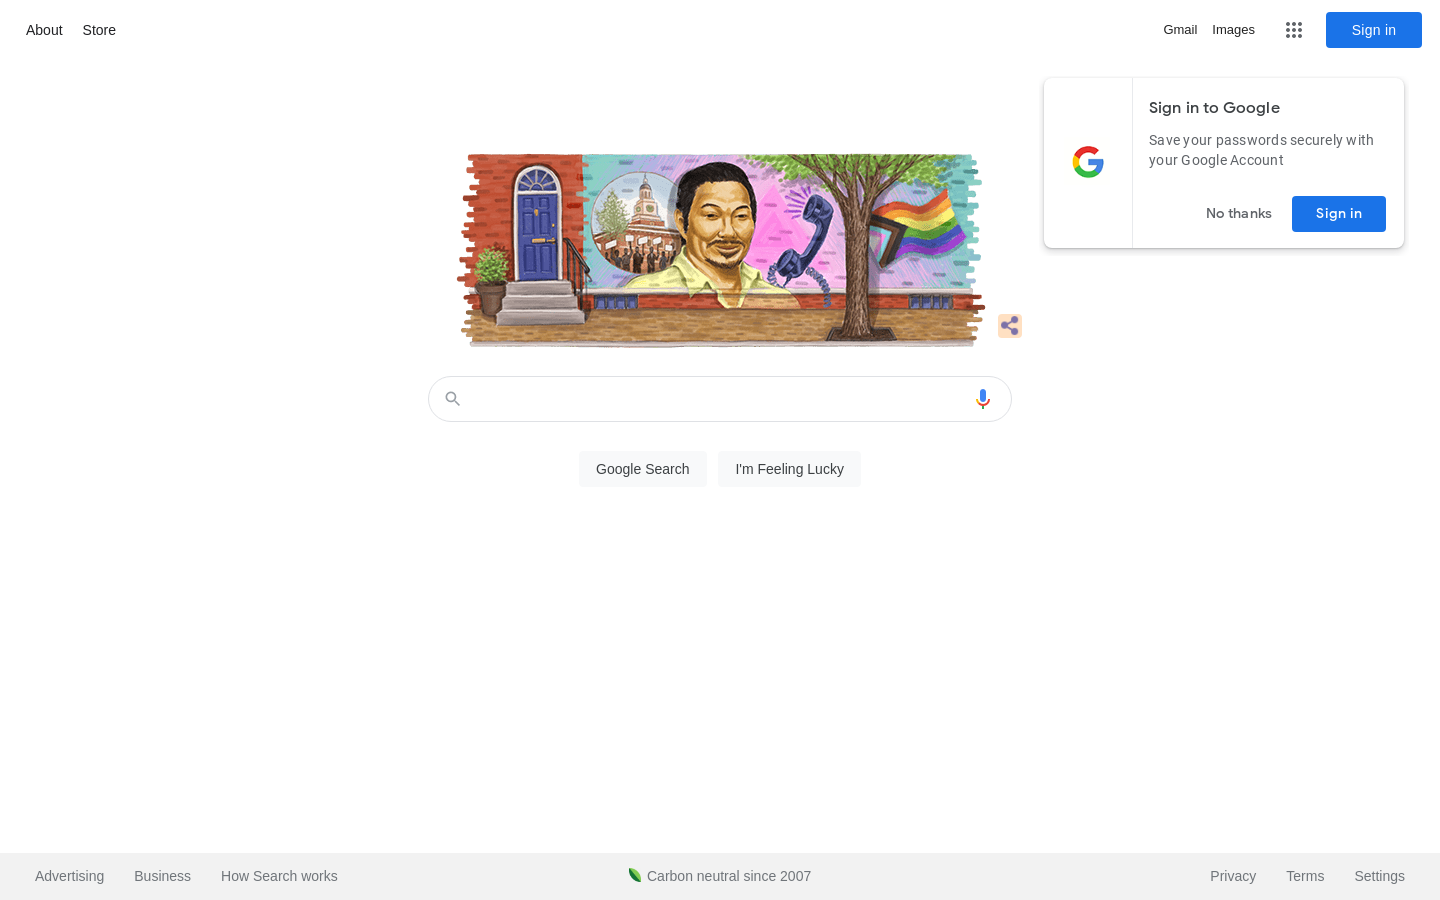 About
Store
Gmail
Images
Sign in
Sign in to Google
Save your passwords securely with
your Google Account
No thanks
Sign in
Google Search
I'm Feeling Lucky
Advertising
Business
How Search works
Carbon neutral since 2007
Privacy
Terms
Settings